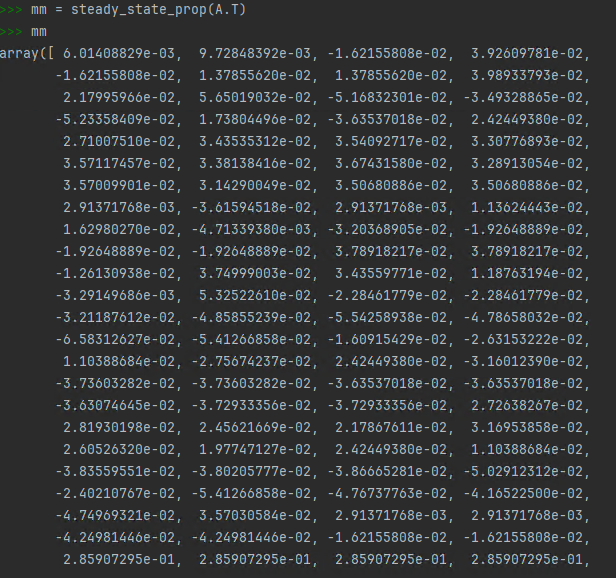 >>> mm = steady_state_prop(A.T)
>>> mm
array([ 6.01408829e-03,  9.72848392e-03, -1.62155808e-02,  3.92609781e-02,
       -1.62155808e-02,  1.37855620e-02,  1.37855620e-02,  3.98933793e-02,
        2.17995966e-02,  5.65019032e-02, -5.16832301e-02, -3.49328865e-02,
       -5.23358409e-02,  1.73804496e-02, -3.63537018e-02,  2.42449380e-02,
        2.71007510e-02,  3.43535312e-02,  3.54092717e-02,  3.30776893e-02,
        3.57117457e-02,  3.38138416e-02,  3.67431580e-02,  3.28913054e-02,
        3.57009901e-02,  3.14290049e-02,  3.50680886e-02,  3.50680886e-02,
        2.91371768e-03, -3.61594518e-02,  2.91371768e-03,  1.13624443e-02,
        1.62980270e-02, -4.71339380e-03, -3.20368905e-02, -1.92648889e-02,
       -1.92648889e-02, -1.92648889e-02,  3.78918217e-02,  3.78918217e-02,
       -1.26130938e-02,  3.74999003e-02,  3.43559771e-02,  1.18763194e-02,
       -3.29149686e-03,  5.32522610e-02, -2.28461779e-02, -2.28461779e-02,
       -3.21187612e-02, -4.85855239e-02, -5.54258938e-02, -4.78658032e-02,
       -6.58312627e-02, -5.41266858e-02, -1.60915429e-02, -2.63153222e-02,
        1.10388684e-02, -2.75674237e-02,  2.42449380e-02, -3.16012390e-02,
       -3.73603282e-02, -3.73603282e-02, -3.63537018e-02, -3.63537018e-02,
       -3.63074645e-02, -3.72933356e-02, -3.72933356e-02,  2.72638267e-02,
        2.81930198e-02,  2.45621669e-02,  2.17867611e-02,  3.16953858e-02,
        2.60526320e-02,  1.97747127e-02,  2.42449380e-02,  1.10388684e-02,
       -3.83559551e-02, -3.80205777e-02, -3.86665281e-02, -5.02912312e-02,
       -2.40210767e-02, -5.41266858e-02, -4.76737763e-02, -4.16522500e-02,
       -4.74969321e-02,  3.57030584e-02,  2.91371768e-03,  2.91371768e-03,
       -4.24981446e-02, -4.24981446e-02, -1.62155808e-02, -1.62155808e-02,
        2.85907295e-01,  2.85907295e-01,  2.85907295e-01,  2.85907295e-01,